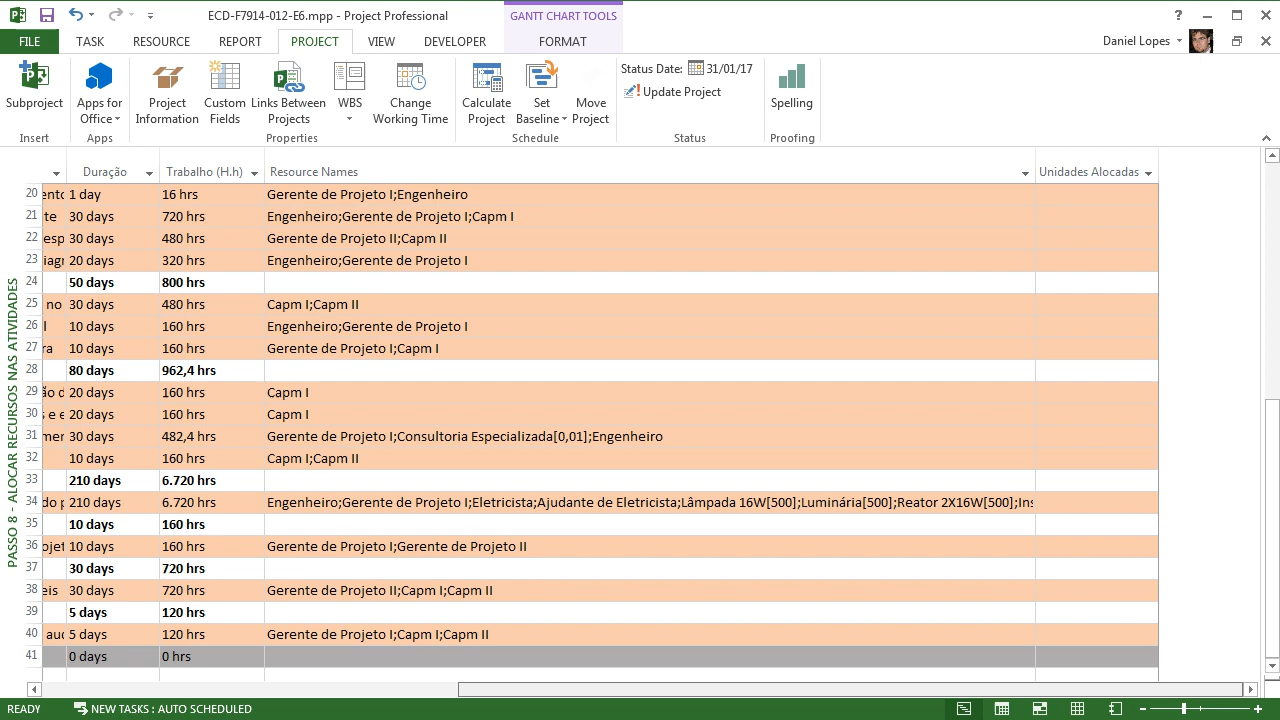 ECD-F7914-012-E6.mpp - Project Professional
GANTT CHART TOOLS
FILE TASK RESOURCE REPORT PROJECT VIEW DEVELOPER FORMAT
Daniel Lopes
Subproject
Apps for Office
Project Information
Custom Fields
Links Between Projects
WBS
Change Working Time
Calculate Project
Set Baseline
Move Project
Status Date: 31/01/17
Update Project
Spelling
Insert Apps Properties Schedule Status Proofing
Duração Trabalho (H.h) Resource Names Unidades Alocadas
20 1 day 16 hrs Gerente de Projeto I;Engenheiro
21 te 30 days 720 hrs Engenheiro;Gerente de Projeto I;Capm I
22 esp 30 days 480 hrs Gerente de Projeto II;Capm II
23 iagn 20 days 320 hrs Engenheiro;Gerente de Projeto I
24 50 days 800 hrs
25 no 30 days 480 hrs Capm I;Capm II
26 l 10 days 160 hrs Engenheiro;Gerente de Projeto I
27 ra 10 days 160 hrs Gerente de Projeto I;Capm I
28 80 days 962,4 hrs
29 ão d 20 days 160 hrs Capm I
30 s e e 20 days 160 hrs Capm I
31 mer 30 days 482,4 hrs Gerente de Projeto I;Consultoria Especializada[0,01];Engenheiro
32 10 days 160 hrs Capm I;Capm II
33 210 days 6.720 hrs
34 do p 210 days 6.720 hrs Engenheiro;Gerente de Projeto I;Eletricista;Ajudante de Eletricista;Lâmpada 16W[500];Luminária[500];Reator 2X16W[500];Ins
35 10 days 160 hrs
36 ojet 10 days 160 hrs Gerente de Projeto I;Gerente de Projeto II
37 30 days 720 hrs
38 eis 30 days 720 hrs Gerente de Projeto II;Capm I;Capm II
39 5 days 120 hrs
40 auc 5 days 120 hrs Gerente de Projeto I;Capm I;Capm II
41 0 days 0 hrs
PASSO 8 - ALOCAR RECURSOS NAS ATIVIDADES
READY NEW TASKS : AUTO SCHEDULED